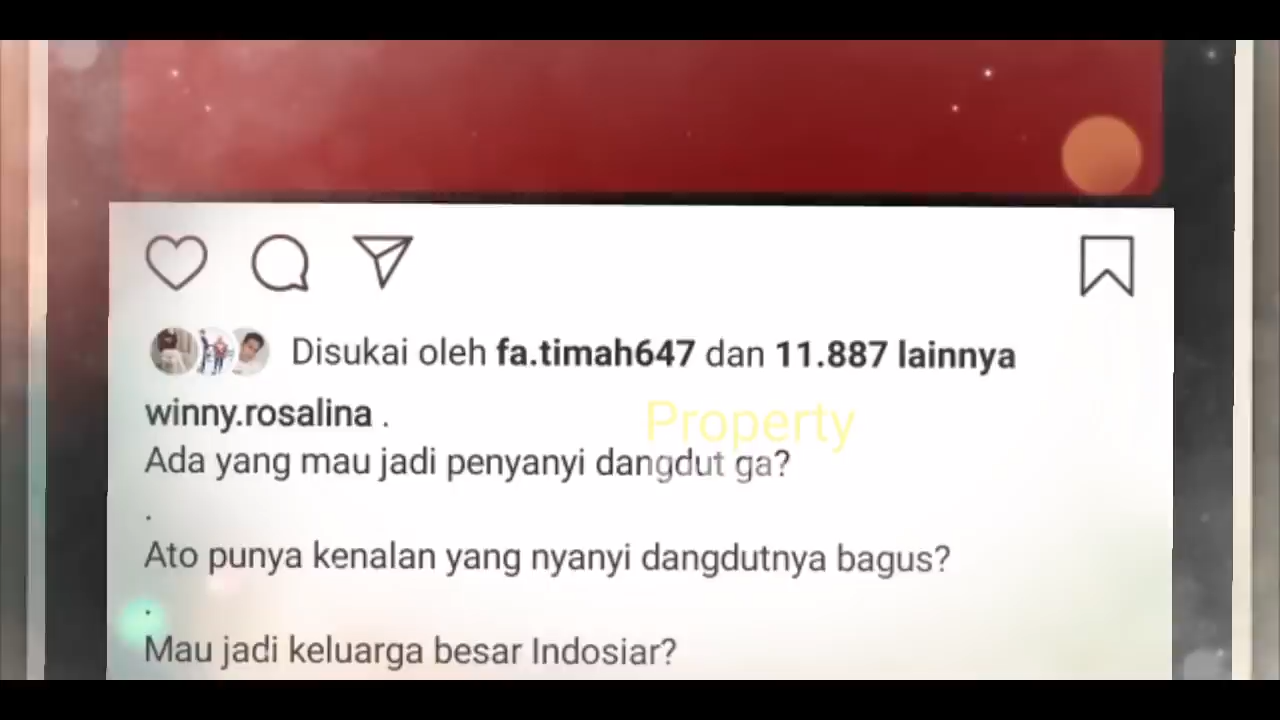 Disukai oleh fa.timah647 dan 11.887 lainnya
winny.rosalina .
Property
Ada yang mau jadi penyanyi dangdut ga?
.
Ato punya kenalan yang nyanyi dangdutnya bagus?
.
Mau jadi keluarga besar Indosiar?